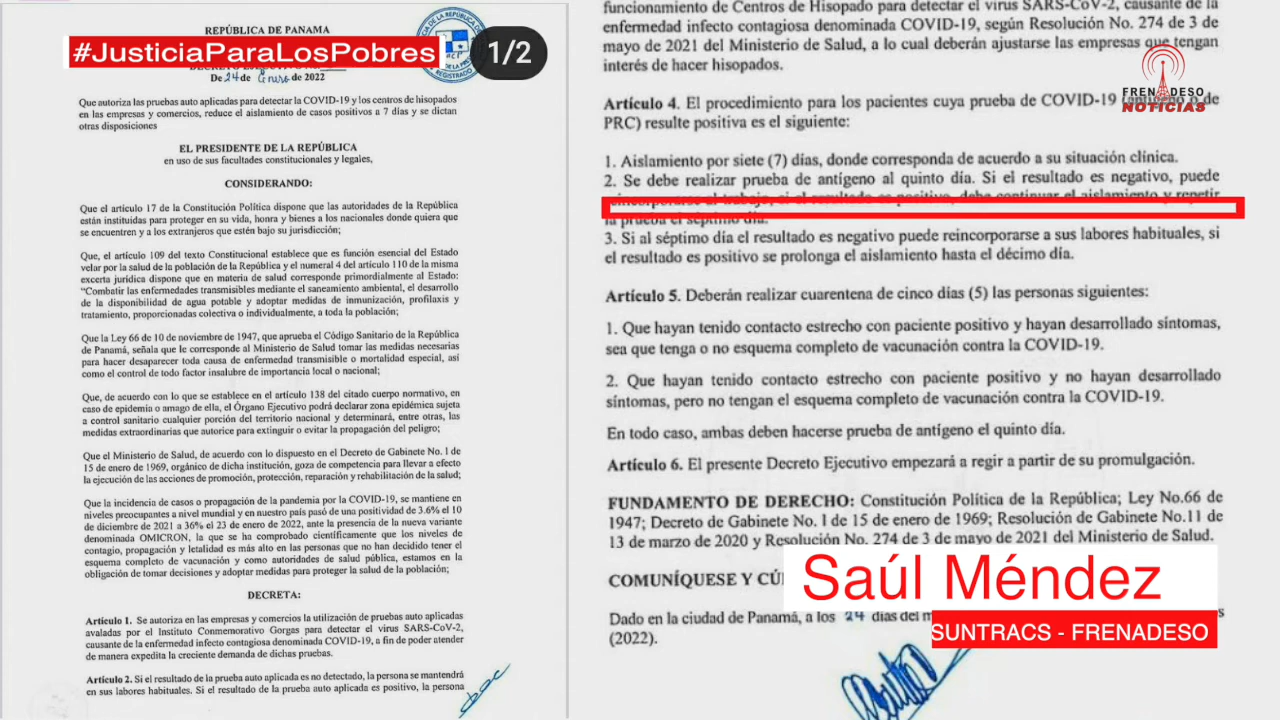 REPÚBLICA DE PANAMA
#JusticiaParaLosPobres
1/2
De 24 de Enero de 2022
Que autoriza las pruebas auto aplicadas para detectar la COVID-19 y los centros de hisopados
en las empresas y comercios, reduce el aislamiento de casos positivos a 7 días y se dictan
otras disposiciones
EL PRESIDENTE DE LA REPÚBLICA
en uso de sus facultades constitucionales y legales,
CONSIDERANDO:
Que el artículo 17 de la Constitución Política dispone que las autoridades de la República
están instituidas para proteger en su vida, honra y bienes a los nacionales donde quiera que
se encuentren y a los extranjeros que estén bajo su jurisdicción;
Que, el artículo 109 del texto Constitucional establece que es función esencial del Estado
velar por la salud de la población de la República y el numeral 4 del artículo 110 de la misma
excerta jurídica dispone que en materia de salud corresponde primordialmente al Estado:
“Combatir las enfermedades transmisibles mediante el saneamiento ambiental, el desarrollo
de la disponibilidad de agua potable y adoptar medidas de inmunización, profilaxis y
tratamiento, proporcionadas colectiva o individualmente, a toda la población;
Que la Ley 66 de 10 de noviembre de 1947, que aprueba el Código Sanitario de la República
de Panamá, señala que le corresponde al Ministerio de Salud tomar las medidas necesarias
para hacer desaparecer toda causa de enfermedad transmisible o mortalidad especial, así
como el control de todo factor insalubre de importancia local o nacional;
Que, de acuerdo con lo que se establece en el artículo 138 del citado cuerpo normativo, en
caso de epidemia o amago de ella, el Órgano Ejecutivo podrá declarar zona epidémica sujeta
a control sanitario cualquier porción del territorio nacional y determinará, entre otras, las
medidas extraordinarias que autorice para extinguir o evitar la propagación del peligro;
Que el Ministerio de Salud, de acuerdo con lo dispuesto en el Decreto de Gabinete No. 1 de
15 de enero de 1969, orgánico de dicha institución, goza de competencia para llevar a efecto
la ejecución de las acciones de promoción, protección, reparación y rehabilitación de la salud;
Que la incidencia de casos o propagación de la pandemia por la COVID-19, se mantiene en
niveles preocupantes a nivel mundial y en nuestro país pasó de una positividad de 3.6% el 10
de diciembre de 2021 a 36% el 23 de enero de 2022, ante la presencia de la nueva variante
denominada OMICRON, la que se ha comprobado científicamente que los niveles de
contagio, propagación y letalidad es más alto en las personas que no han decidido tener el
esquema completo de vacunación y como autoridades de salud pública, estamos en la
obligación de tomar decisiones y adoptar medidas para proteger la salud de la población;
DECRETA:
Artículo 1. Se autoriza en las empresas y comercios la utilización de pruebas auto aplicadas
avaladas por el Instituto Conmemorativo Gorgas para detectar el virus SARS-CoV-2,
causante de la enfermedad infecto contagiosa denominada COVID-19, a fin de poder atender
de manera expedita la creciente demanda de dichas pruebas.
Artículo 2. Si el resultado de la prueba auto aplicada es no detectado, la persona se mantendrá
en sus labores habituales. Si el resultado de la prueba auto aplicada es positivo, la persona
funcionamiento de Centros de Hisopado para detectar el virus SARS-CoV-2, causante de la
enfermedad infecto contagiosa denominada COVID-19, según Resolución No. 274 de 3 de
mayo de 2021 del Ministerio de Salud, a lo cual deberán ajustarse las empresas que tengan
interés de hacer hisopados.
FRENADESO
NOTICIAS
Artículo 4. El procedimiento para los pacientes cuya prueba de COVID-19 (antígeno o de
PRC) resulte positiva es el siguiente:
1. Aislamiento por siete (7) días, donde corresponda de acuerdo a su situación clínica.
2. Se debe realizar prueba de antígeno al quinto día. Si el resultado es negativo, puede
reincorporarse al trabajo, si el resultado es positivo, debe continuar el aislamiento y repetir
la prueba el séptimo día.
3. Si al séptimo día el resultado es negativo puede reincorporarse a sus labores habituales, si
el resultado es positivo se prolonga el aislamiento hasta el décimo día.
Artículo 5. Deberán realizar cuarentena de cinco días (5) las personas siguientes:
1. Que hayan tenido contacto estrecho con paciente positivo y hayan desarrollado síntomas,
sea que tenga o no esquema completo de vacunación contra la COVID-19.
2. Que hayan tenido contacto estrecho con paciente positivo y no hayan desarrollado
síntomas, pero no tengan el esquema completo de vacunación contra la COVID-19.
En todo caso, ambas deben hacerse prueba de antígeno el quinto día.
Artículo 6. El presente Decreto Ejecutivo empezará a regir a partir de su promulgación.
FUNDAMENTO DE DERECHO: Constitución Política de la República; Ley No.66 de
1947; Decreto de Gabinete No. 1 de 15 de enero de 1969; Resolución de Gabinete No.11 de
13 de marzo de 2020 y Resolución No. 274 de 3 de mayo de 2021 del Ministerio de Salud.
COMUNÍQUESE Y
Dado en la ciudad de Panamá, a los 24 días del
(2022).
Saúl Méndez
SUNTRACS - FRENADESO